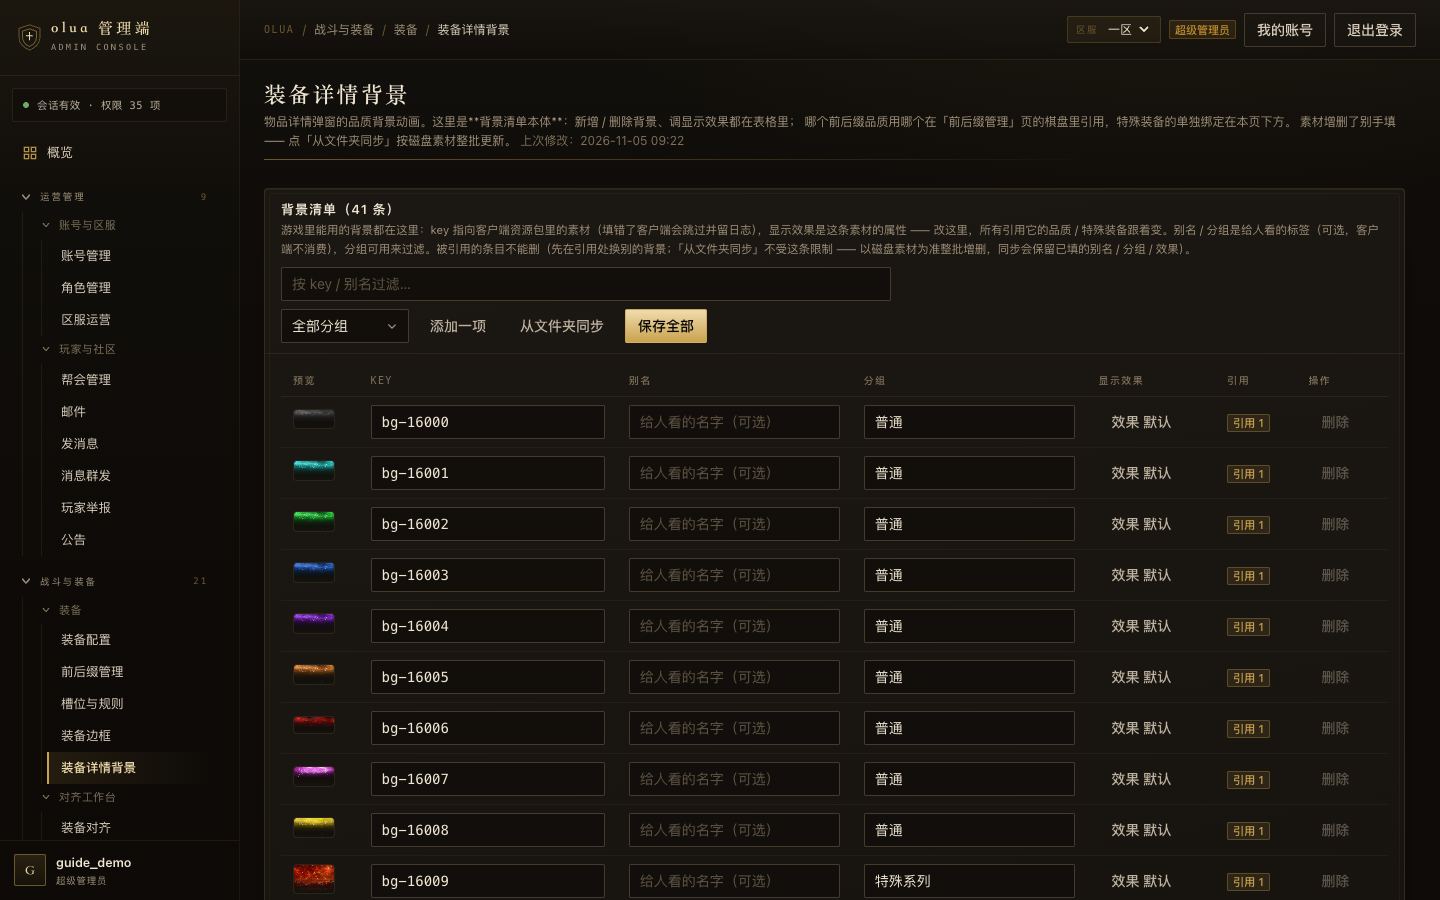 olua 管理端
ADMIN CONSOLE
会话有效 · 权限 35 项
概览
运营管理 9
账号与区服
账号管理
角色管理
区服运营
玩家与社区
帮会管理
邮件
发消息
消息群发
玩家举报
公告
战斗与装备 21
装备
装备配置
前后缀管理
槽位与规则
装备边框
装备详情背景
对齐工作台
装备对齐
G
guide_demo
超级管理员
OLUA / 战斗与装备 / 装备 / 装备详情背景
区服 一区 超级管理员 我的账号 退出登录
装备详情背景
物品详情弹窗的品质背景动画。这里是**背景清单本体**：新增 / 删除背景、调显示效果都在表格里； 哪个前后缀品质用哪个在「前后缀管理」页的棋盘里引用，特殊装备的单独绑定在本页下方。 素材增删了别手填
—— 点「从文件夹同步」按磁盘素材整批更新。 上次修改：2026-11-05 09:22
背景清单（41 条）
游戏里能用的背景都在这里：key 指向客户端资源包里的素材（填错了客户端会跳过并留日志），显示效果是这条素材的属性 —— 改这里，所有引用它的品质 / 特殊装备跟着变。别名 / 分组是给人看的标签（可选，客户
端不消费），分组可用来过滤。被引用的条目不能删（先在引用处换别的背景；「从文件夹同步」不受这条限制 —— 以磁盘素材为准整批增删，同步会保留已填的别名 / 分组 / 效果）。
按 key / 别名过滤...
全部分组 添加一项 从文件夹同步 保存全部
预览 KEY 别名 分组 显示效果 引用 操作
bg-16000 给人看的名字（可选） 普通 效果 默认 引用 1 删除
bg-16001 给人看的名字（可选） 普通 效果 默认 引用 1 删除
bg-16002 给人看的名字（可选） 普通 效果 默认 引用 1 删除
bg-16003 给人看的名字（可选） 普通 效果 默认 引用 1 删除
bg-16004 给人看的名字（可选） 普通 效果 默认 引用 1 删除
bg-16005 给人看的名字（可选） 普通 效果 默认 引用 1 删除
bg-16006 给人看的名字（可选） 普通 效果 默认 引用 1 删除
bg-16007 给人看的名字（可选） 普通 效果 默认 引用 1 删除
bg-16008 给人看的名字（可选） 普通 效果 默认 引用 1 删除
bg-16009 给人看的名字（可选） 特殊系列 效果 默认 引用 1 删除